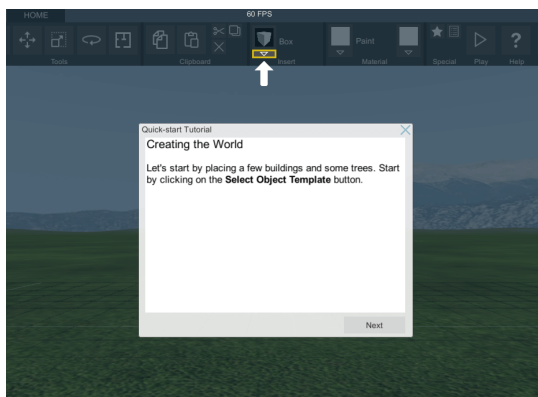 HOME
60 FPS
Box
Paint
?
Tools
Clipboard
Insert
Material
Special
Play
Help
Quick-start Tutorial
Creating the World
Let's start by placing a few buildings and some trees. Start
by clicking on the Select Object Template button.
Next